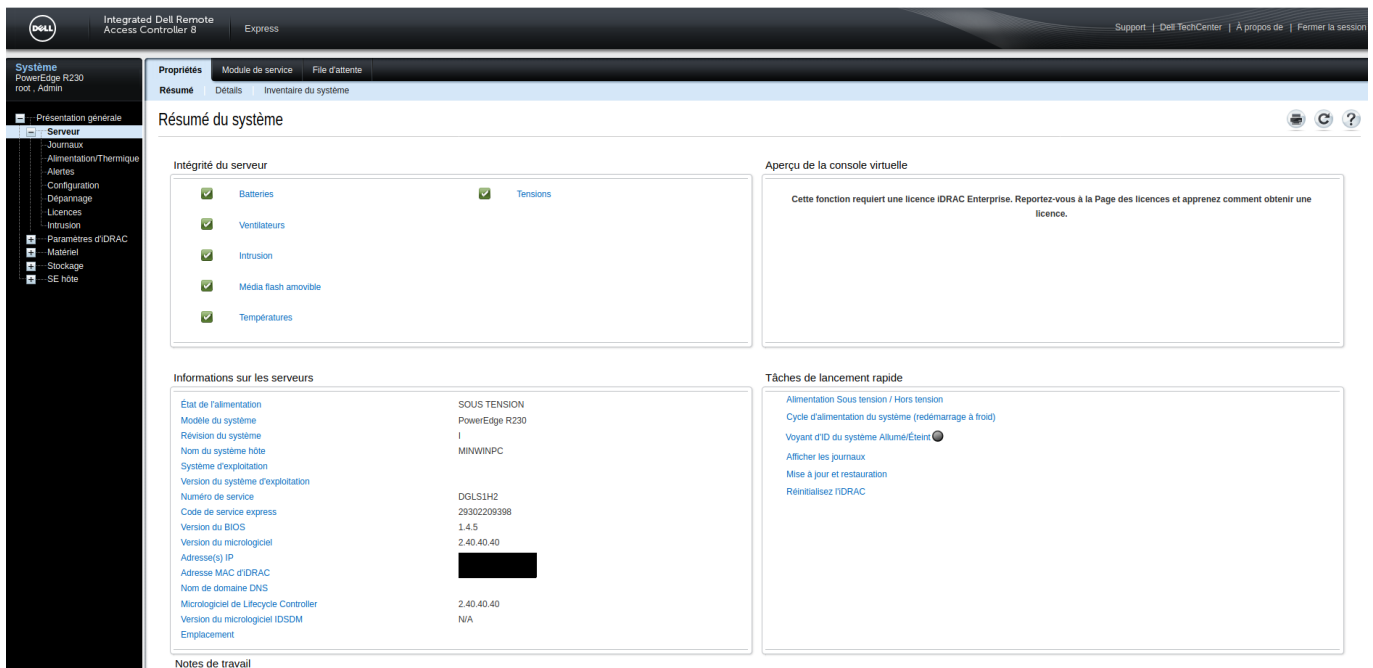 DELL
Integrated Dell Remote
Access Controller 8
Express
Support | Dell TechCenter | À propos de | Fermer la session
Système
PowerEdge R230
root , Admin
Propriétés
Module de service
File d'attente
Résumé
Détails
Inventaire du système
Présentation générale
Serveur
Journaux
Alimentation/Thermique
Alertes
Configuration
Dépannage
Licences
Intrusion
Paramètres d'iDRAC
Matériel
Stockage
SE hôte
Résumé du système
Intégrité du serveur
Batteries
Tensions
Ventilateurs
Intrusion
Média flash amovible
Températures
Aperçu de la console virtuelle
Cette fonction requiert une licence iDRAC Enterprise. Reportez-vous à la Page des licences et apprenez comment obtenir une
licence.
Informations sur les serveurs
État de l'alimentation SOUS TENSION
Modèle du système PowerEdge R230
Révision du système I
Nom du système hôte MINWINPC
Système d'exploitation
Version du système d'exploitation
Numéro de service DGLS1H2
Code de service express 29302209398
Version du BIOS 1.4.5
Version du micrologiciel 2.40.40.40
Adresse(s) IP
Adresse MAC d'iDRAC
Nom de domaine DNS
Micrologiciel de Lifecycle Controller 2.40.40.40
Version du micrologiciel IDSDM N/A
Emplacement
Tâches de lancement rapide
Alimentation Sous tension / Hors tension
Cycle d'alimentation du système (redémarrage à froid)
Voyant d'ID du système Allumé/Éteint
Afficher les journaux
Mise à jour et restauration
Réinitialisez l'iDRAC
Notes de travail